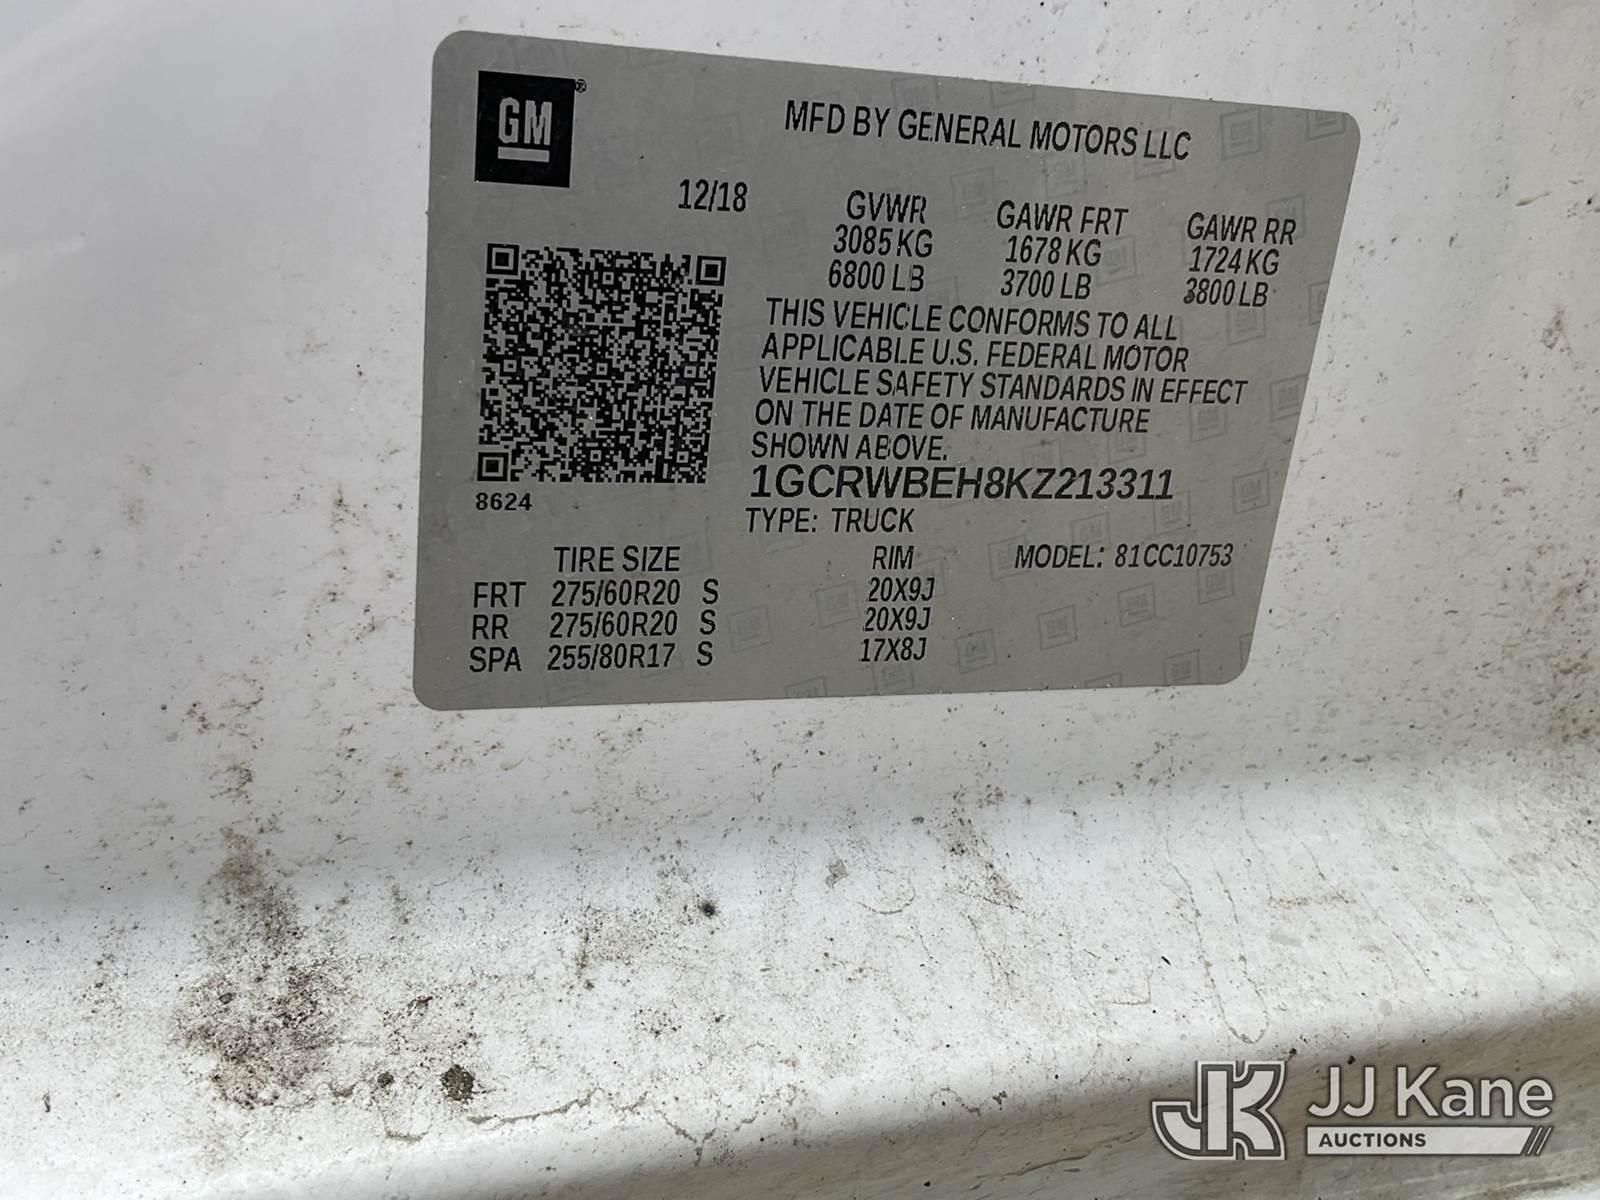 GM
MFD BY GENERAL MOTORS LLC
12/18
GVWR GAWR FRT GAWR RR
3085 KG 1678 KG 1724 KG
6800 LB 3700 LB 3800 LB
THIS VEHICLE CONFORMS TO ALL
APPLICABLE U.S. FEDERAL MOTOR
VEHICLE SAFETY STANDARDS IN EFFECT
ON THE DATE OF MANUFACTURE
SHOWN ABOVE.
1GCRWBEH8KZ213311
8624
TYPE: TRUCK
TIRE SIZE RIM MODEL: 81CC10753
FRT 275/60R20 S 20X9J
RR 275/60R20 S 20X9J
SPA 255/80R17 S 17X8J
JK JJ Kane
AUCTIONS